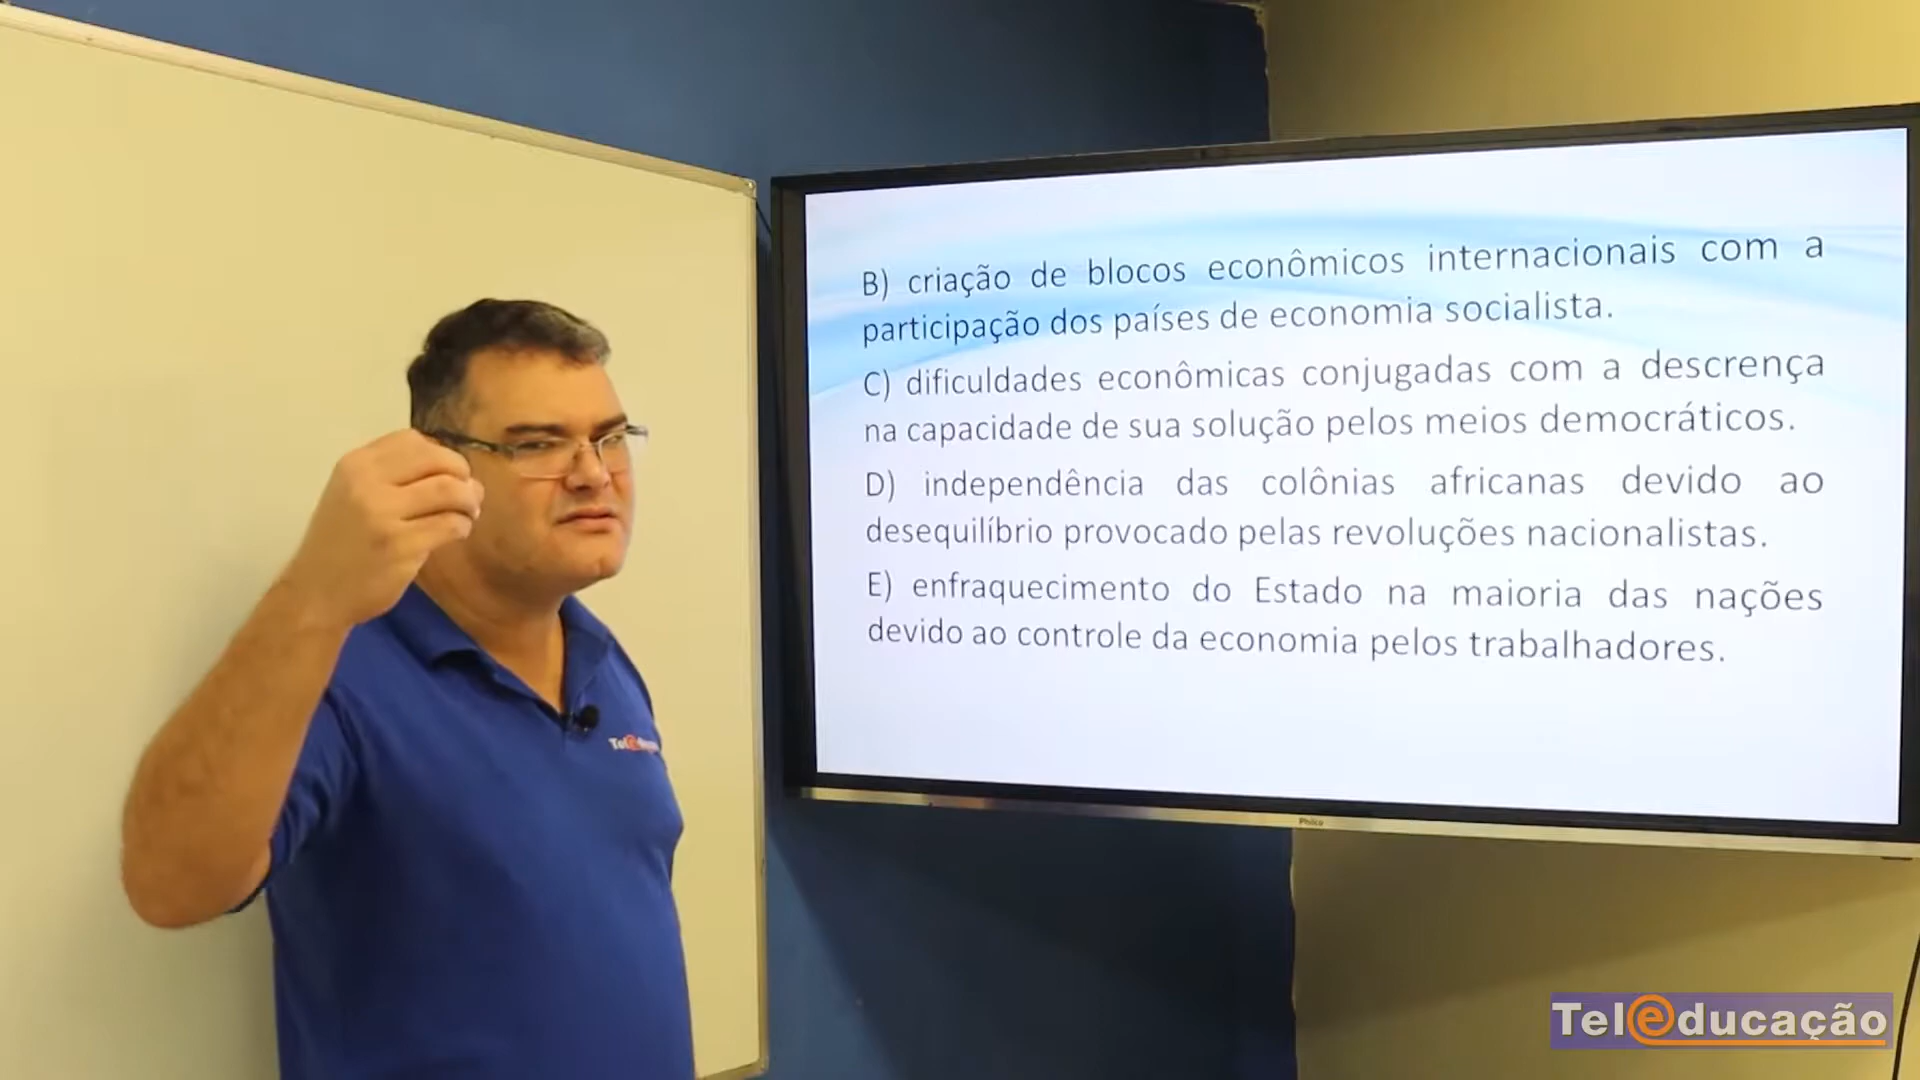 B) criação de blocos econômicos internacionais com a
participação dos países de economia socialista.
C) dificuldades econômicas conjugadas com a descrença
na capacidade de sua solução pelos meios democráticos.
D) independência das colônias africanas devido ao
desequilíbrio provocado pelas revoluções nacionalistas.
E) enfraquecimento do Estado na maioria das nações
devido ao controle da economia pelos trabalhadores.
Philco
Teleducação